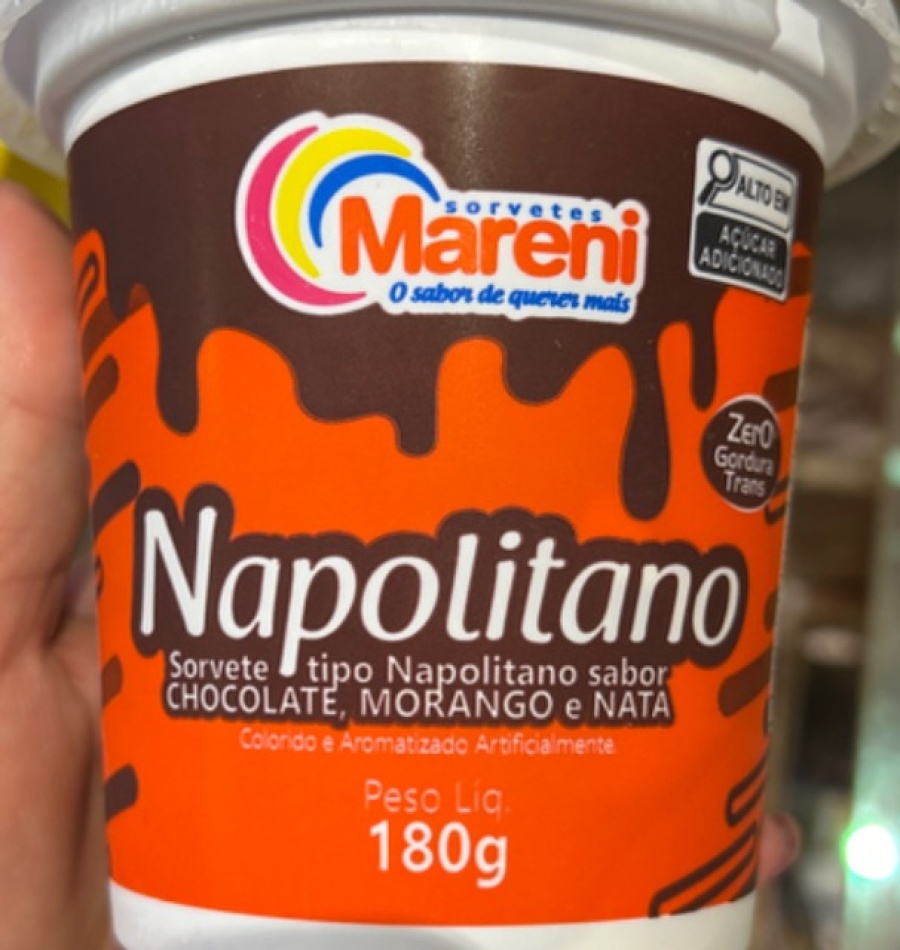 sorvetes
Mareni
O sabor de querer mais
ALTO EM
AÇÚCAR
ADICIONADO
Zero
Gordura
Trans
Napolitano
Sorvete tipo Napolitano sabor
CHOCOLATE, MORANGO e NATA
Colorido e Aromatizado Artificialmente.
Peso Líq.
180g